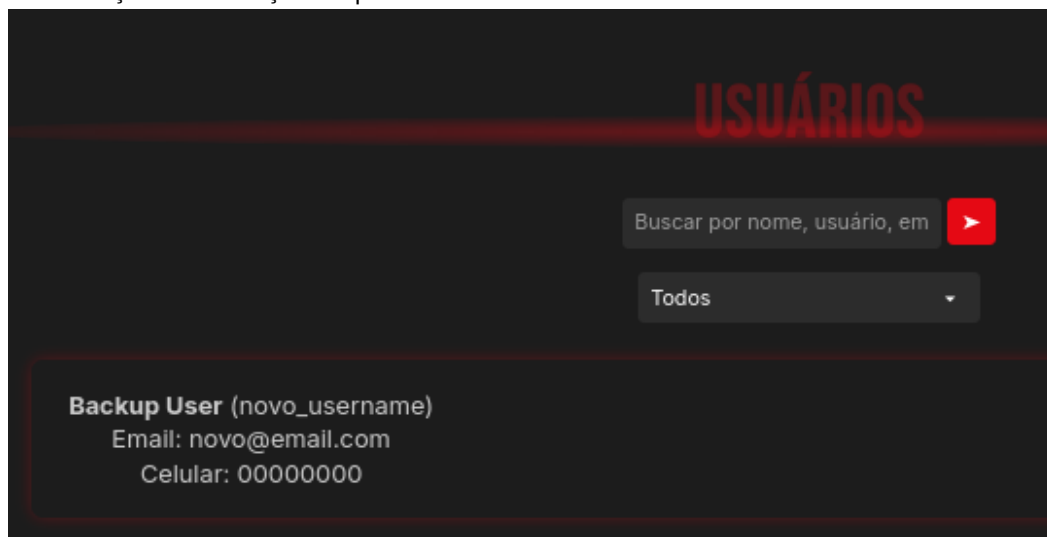 USUÁRIOS
Buscar por nome, usuário, em
➤
Todos
Backup User (novo_username)
Email: novo@email.com
Celular: 00000000